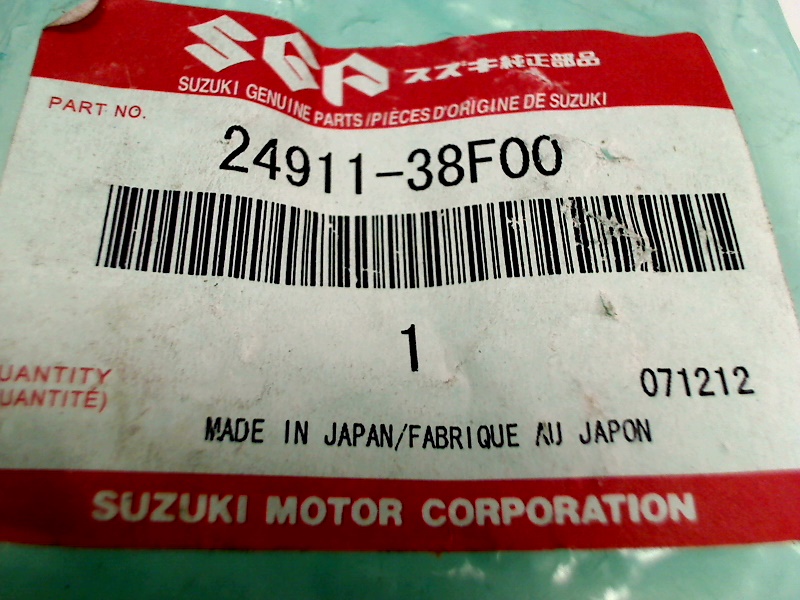 SGP スズキ純正部品
SUZUKI GENUINE PARTS/PIÈCES D'ORIGINE DE SUZUKI
PART NO.
24911-38F00
1
UANTITY
UANTITÉ)
071212
MADE IN JAPAN/FABRIQUE AU JAPON
SUZUKI MOTOR CORPORATION